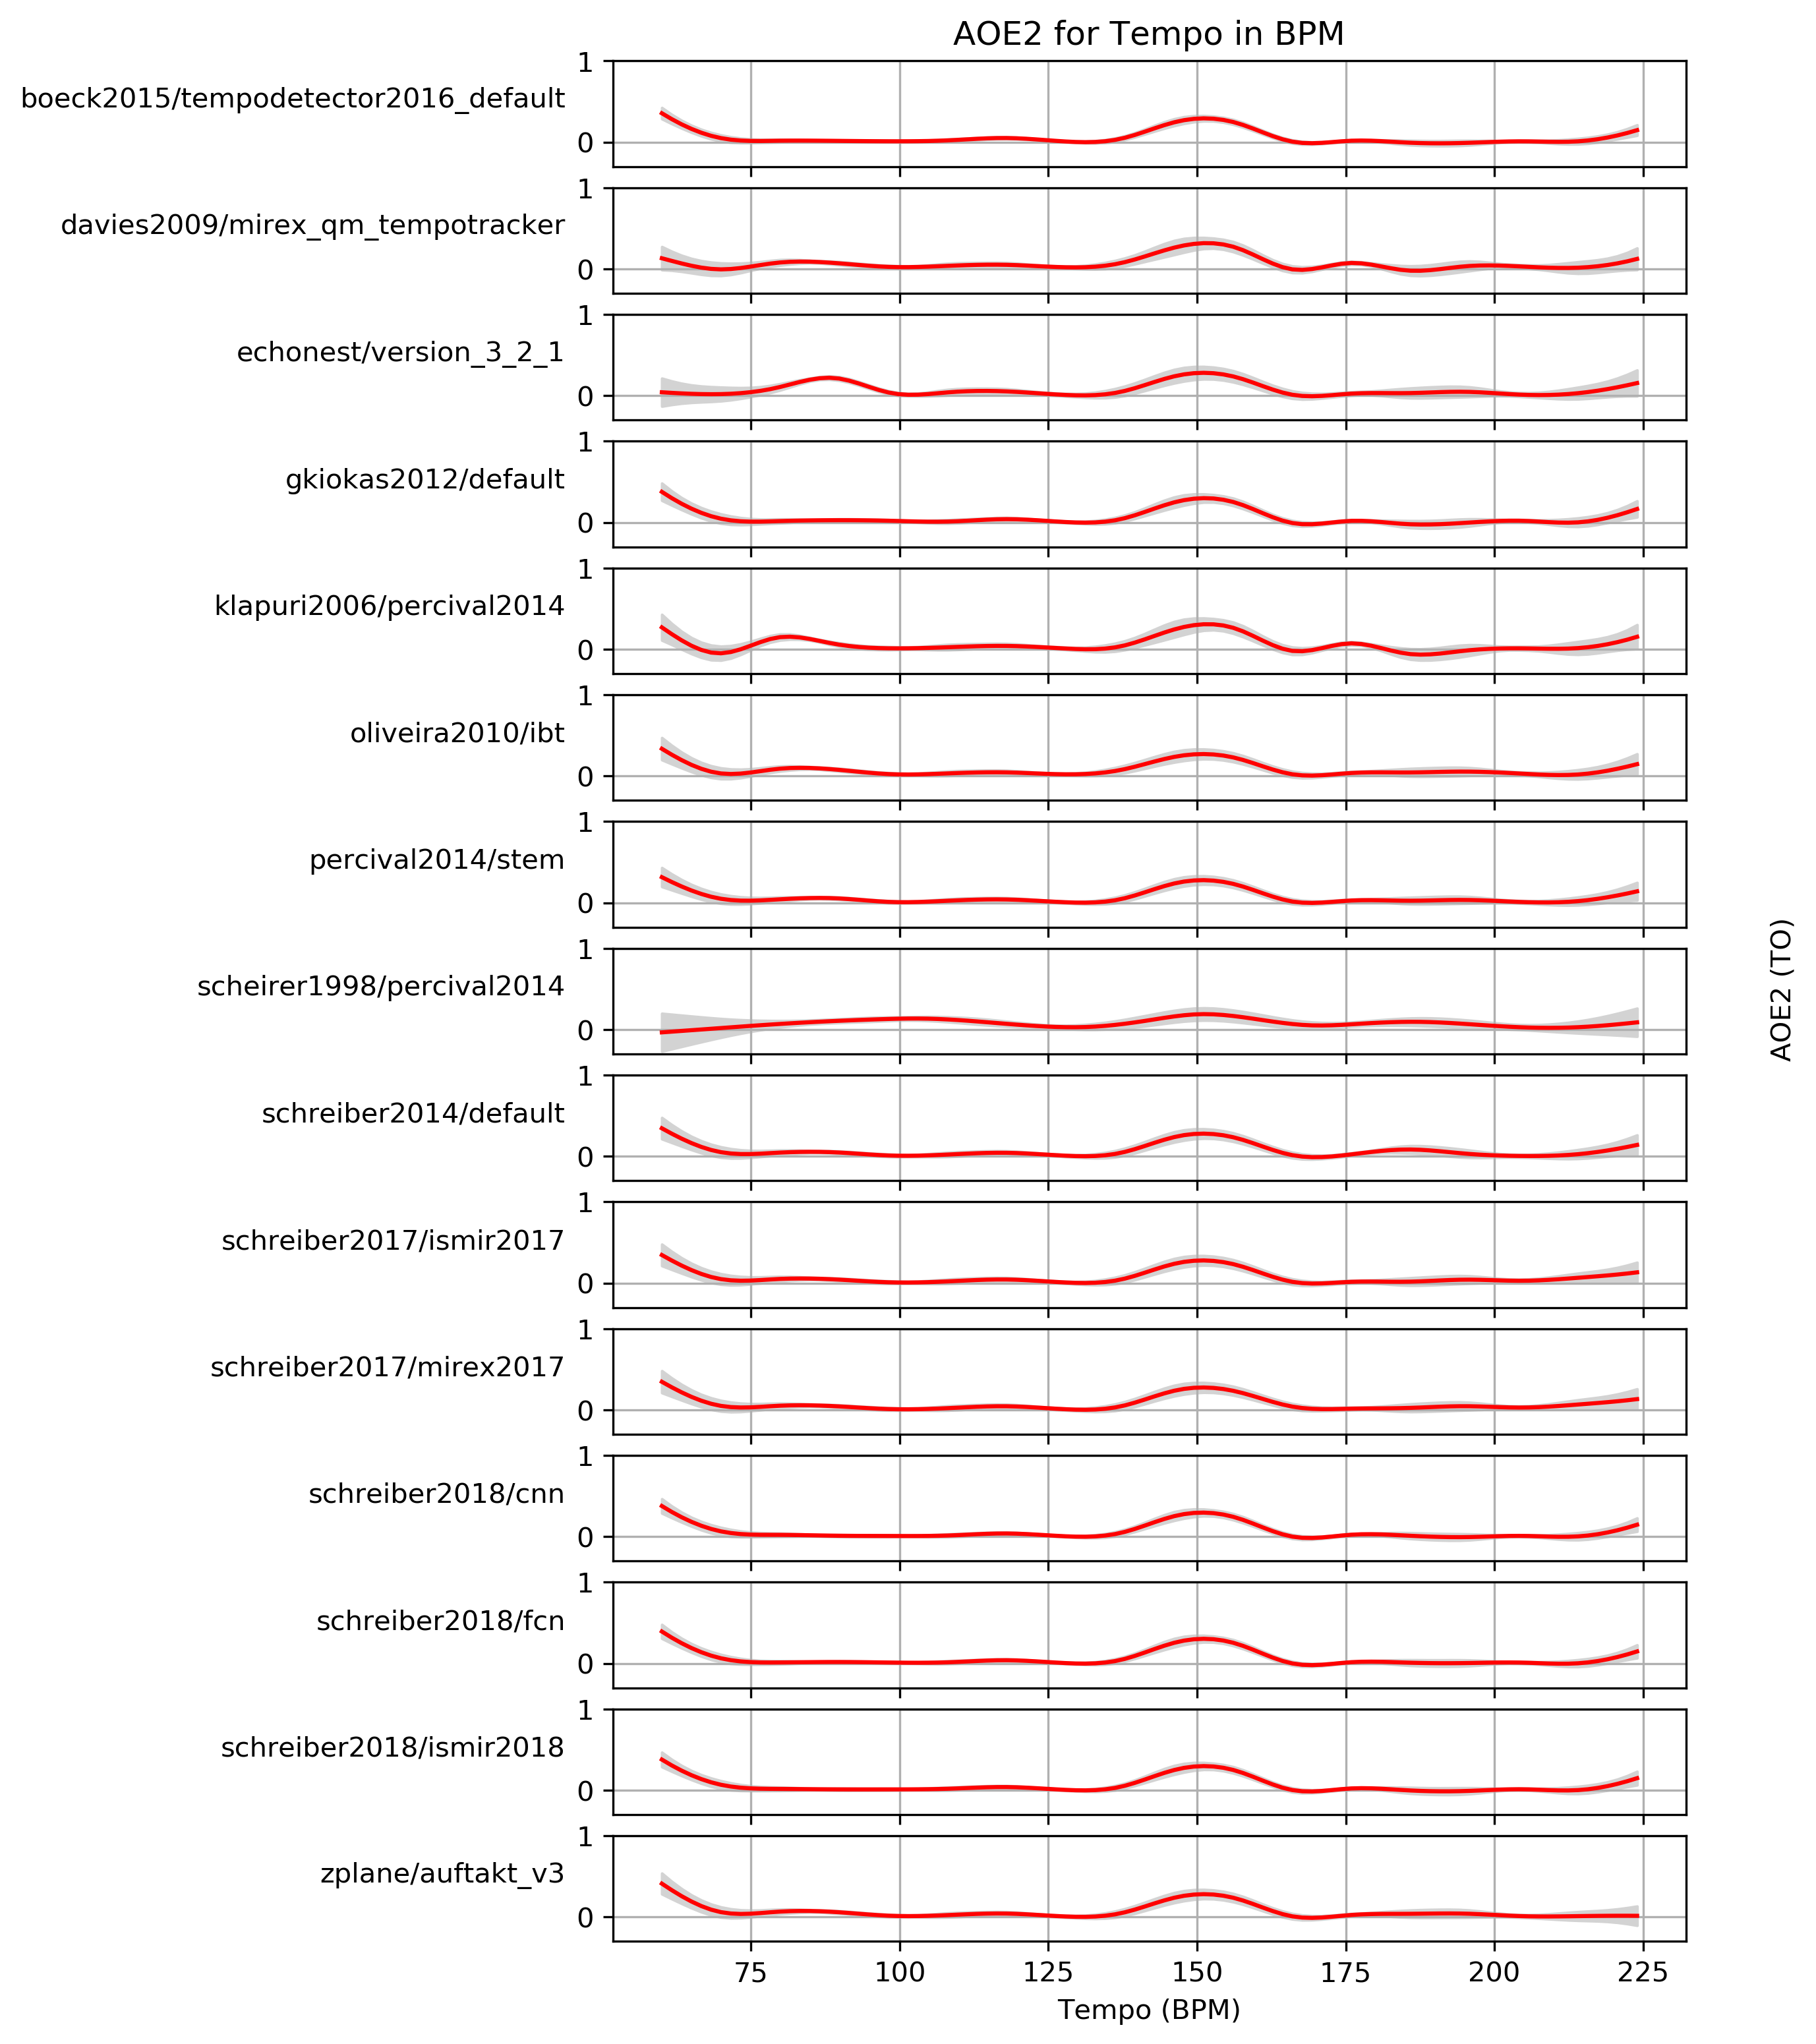 AOE2 for Tempo in BPM
1
boeck2015/tempodetector2016_default
0
1
davies2009/mirex_qm_tempotracker
0
1
echonest/version_3_2_1
0
1
gkiokas2012/default
0
1
klapuri2006/percival2014
0
1
oliveira2010/ibt
0
1
percival2014/stem
0
1
scheirer1998/percival2014
0
AOE2 (TO)
1
schreiber2014/default
0
1
schreiber2017/ismir2017
0
1
schreiber2017/mirex2017
0
1
schreiber2018/cnn
0
1
schreiber2018/fcn
0
1
schreiber2018/ismir2018
0
1
zplane/auftakt_v3
0
75 100 125 150 175 200 225
Tempo (BPM)